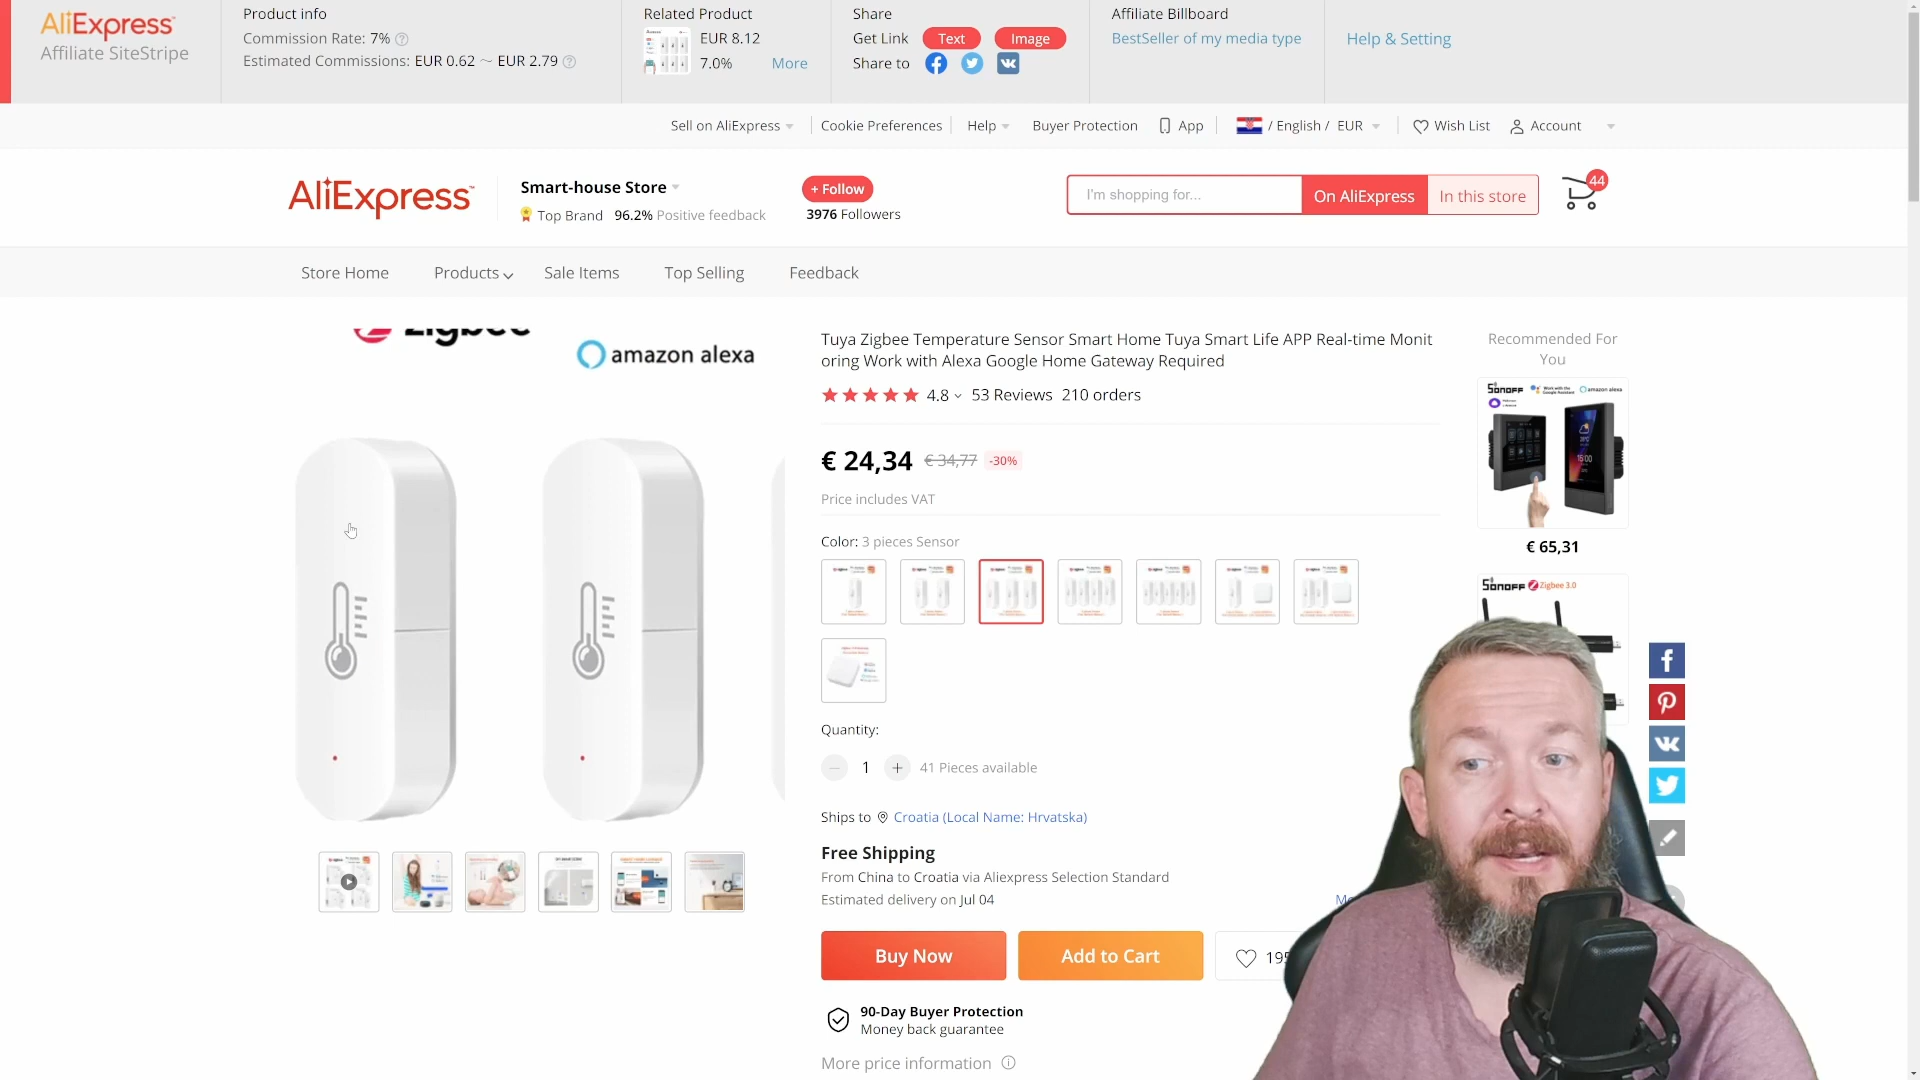 AliExpress™
Affiliate SiteStripe
Product info
Commission Rate: 7%
Estimated Commissions: EUR 0.62 ~ EUR 2.79
Related Product
EUR 8.12
7.0%
More
Share
Get Link
Text
Image
Share to
Affiliate Billboard
BestSeller of my media type
Help & Setting
Sell on AliExpress
Cookie Preferences
Help
Buyer Protection
App
/ English / EUR
Wish List
Account
AliExpress™
Smart-house Store
Top Brand 96.2% Positive feedback
+ Follow
3976 Followers
I'm shopping for...
On AliExpress
In this store
44
Store Home
Products
Sale Items
Top Selling
Feedback
zigbee
amazon alexa
Tuya Zigbee Temperature Sensor Smart Home Tuya Smart Life APP Real-time Monit
oring Work with Alexa Google Home Gateway Required
4.8
53 Reviews 210 orders
€ 24,34 € 34,77 -30%
Price includes VAT
Color: 3 pieces Sensor
Quantity:
1
41 Pieces available
Ships to Croatia (Local Name: Hrvatska)
Free Shipping
From China to Croatia via Aliexpress Selection Standard
Estimated delivery on Jul 04
Buy Now
Add to Cart
90-Day Buyer Protection
Money back guarantee
More price information
Recommended For
You
SONOFF
amazon alexa
€ 65,31
SONOFF Zigbee 3.0